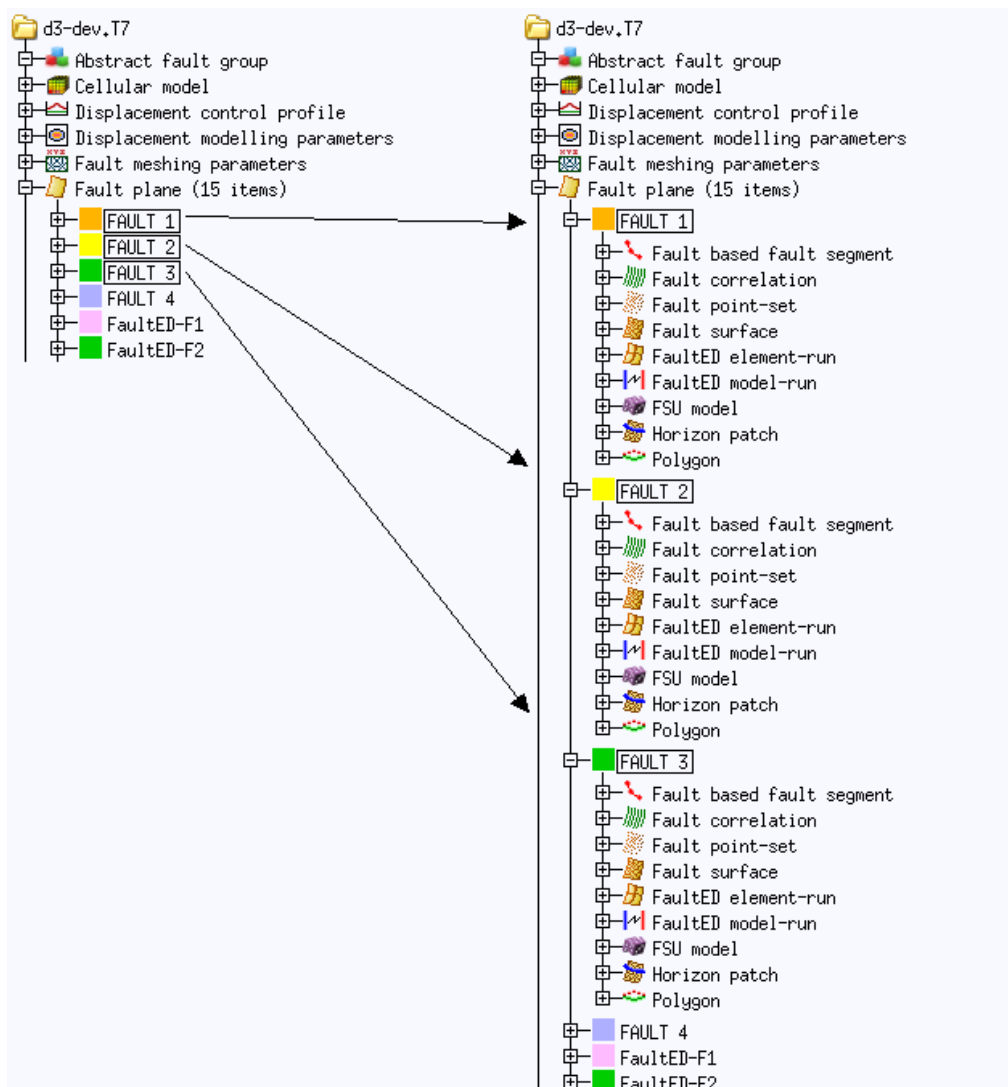 d3-dev.T7
Abstract fault group
Cellular model
Displacement control profile
Displacement modelling parameters
XYZ
Fault meshing parameters
Fault plane (15 items)
FAULT 1
FAULT 2
FAULT 3
FAULT 4
FaultED-F1
FaultED-F2
d3-dev.T7
Abstract fault group
Cellular model
Displacement control profile
Displacement modelling parameters
XYZ
Fault meshing parameters
Fault plane (15 items)
FAULT 1
Fault based fault segment
Fault correlation
Fault point-set
Fault surface
FaultED element-run
FaultED model-run
FSU model
Horizon patch
Polygon
FAULT 2
Fault based fault segment
Fault correlation
Fault point-set
Fault surface
FaultED element-run
FaultED model-run
FSU model
Horizon patch
Polygon
FAULT 3
Fault based fault segment
Fault correlation
Fault point-set
Fault surface
FaultED element-run
FaultED model-run
FSU model
Horizon patch
Polygon
FAULT 4
FaultED-F1
FaultED-F2